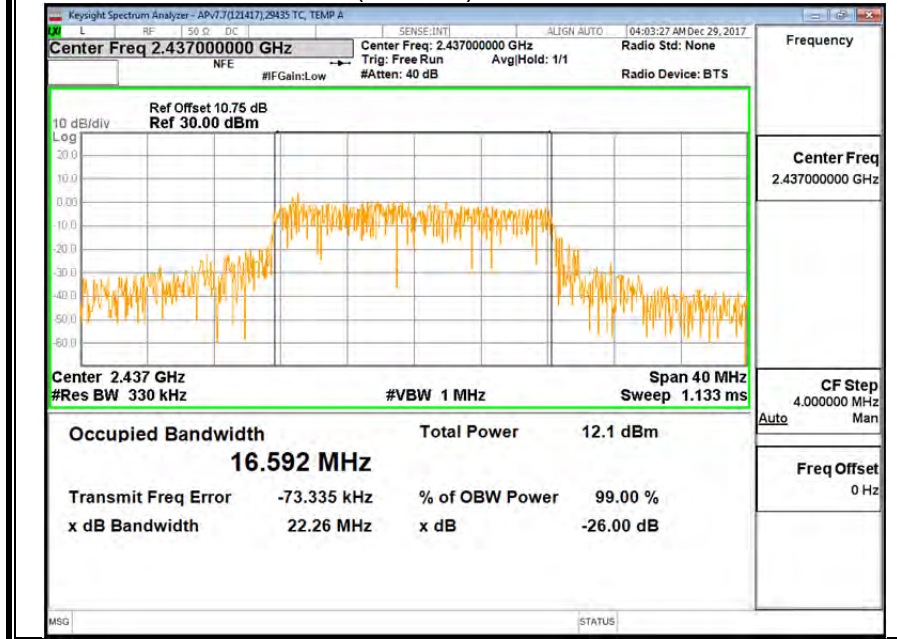 Keysight Spectrum Analyzer - APv7.7(121417),29435 TC, TEMP A
LXI L RF 50 Ω DC SENSE:INT ALIGN AUTO 04:03:27 AM Dec 29, 2017
Center Freq 2.437000000 GHz
NFE
#IFGain:Low
Center Freq: 2.437000000 GHz
Trig: Free Run Avg|Hold: 1/1
#Atten: 40 dB
Radio Std: None
Radio Device: BTS
Frequency
Ref Offset 10.75 dB
10 dB/div Ref 30.00 dBm
Log
20.0
10.0
0.00
-10.0
-20.0
-30.0
-40.0
-50.0
-60.0
Center 2.437 GHz Span 40 MHz
#Res BW 330 kHz #VBW 1 MHz Sweep 1.133 ms
Center Freq
2.437000000 GHz
CF Step
4.000000 MHz
Auto Man
Freq Offset
0 Hz
Occupied Bandwidth Total Power 12.1 dBm
16.592 MHz
Transmit Freq Error -73.335 kHz % of OBW Power 99.00 %
x dB Bandwidth 22.26 MHz x dB -26.00 dB
MSG STATUS